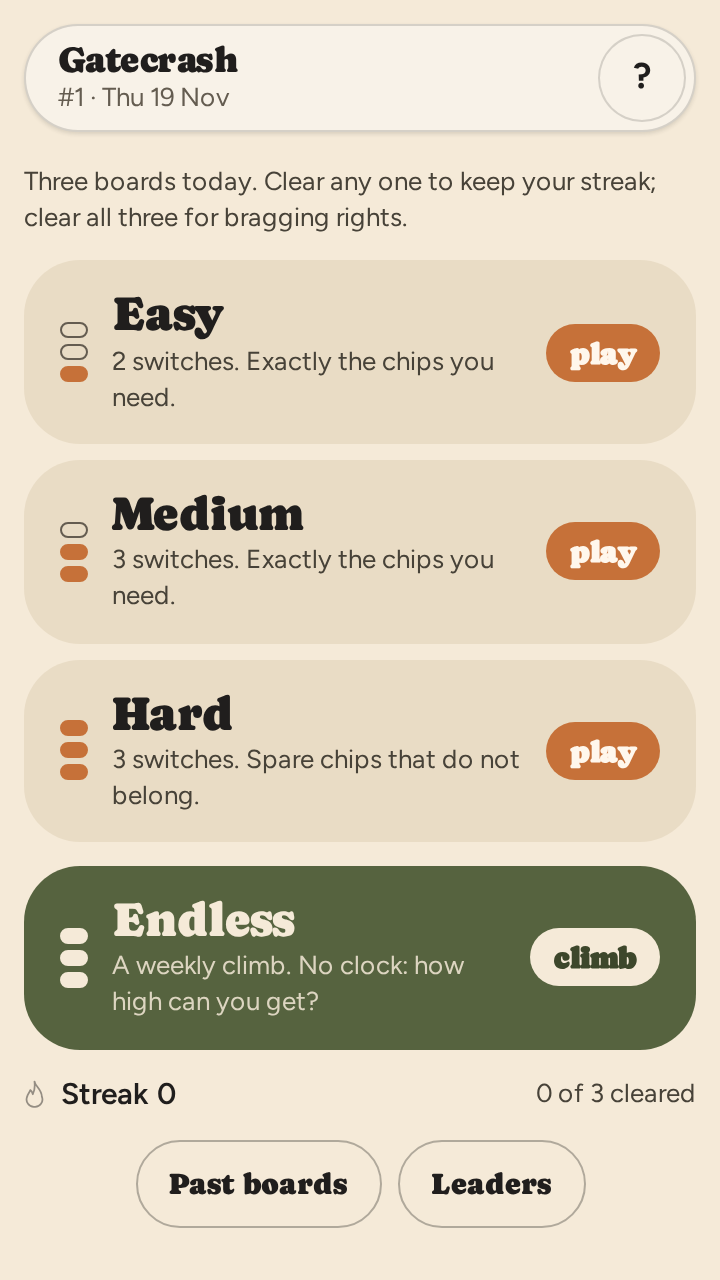 Gatecrash
#1 · Thu 19 Nov
?
Three boards today. Clear any one to keep your streak;
clear all three for bragging rights.
Easy
2 switches. Exactly the chips you
need.
play
Medium
3 switches. Exactly the chips you
need.
play
Hard
3 switches. Spare chips that do not
belong.
play
Endless
A weekly climb. No clock: how
high can you get?
climb
Streak 0
0 of 3 cleared
Past boards
Leaders